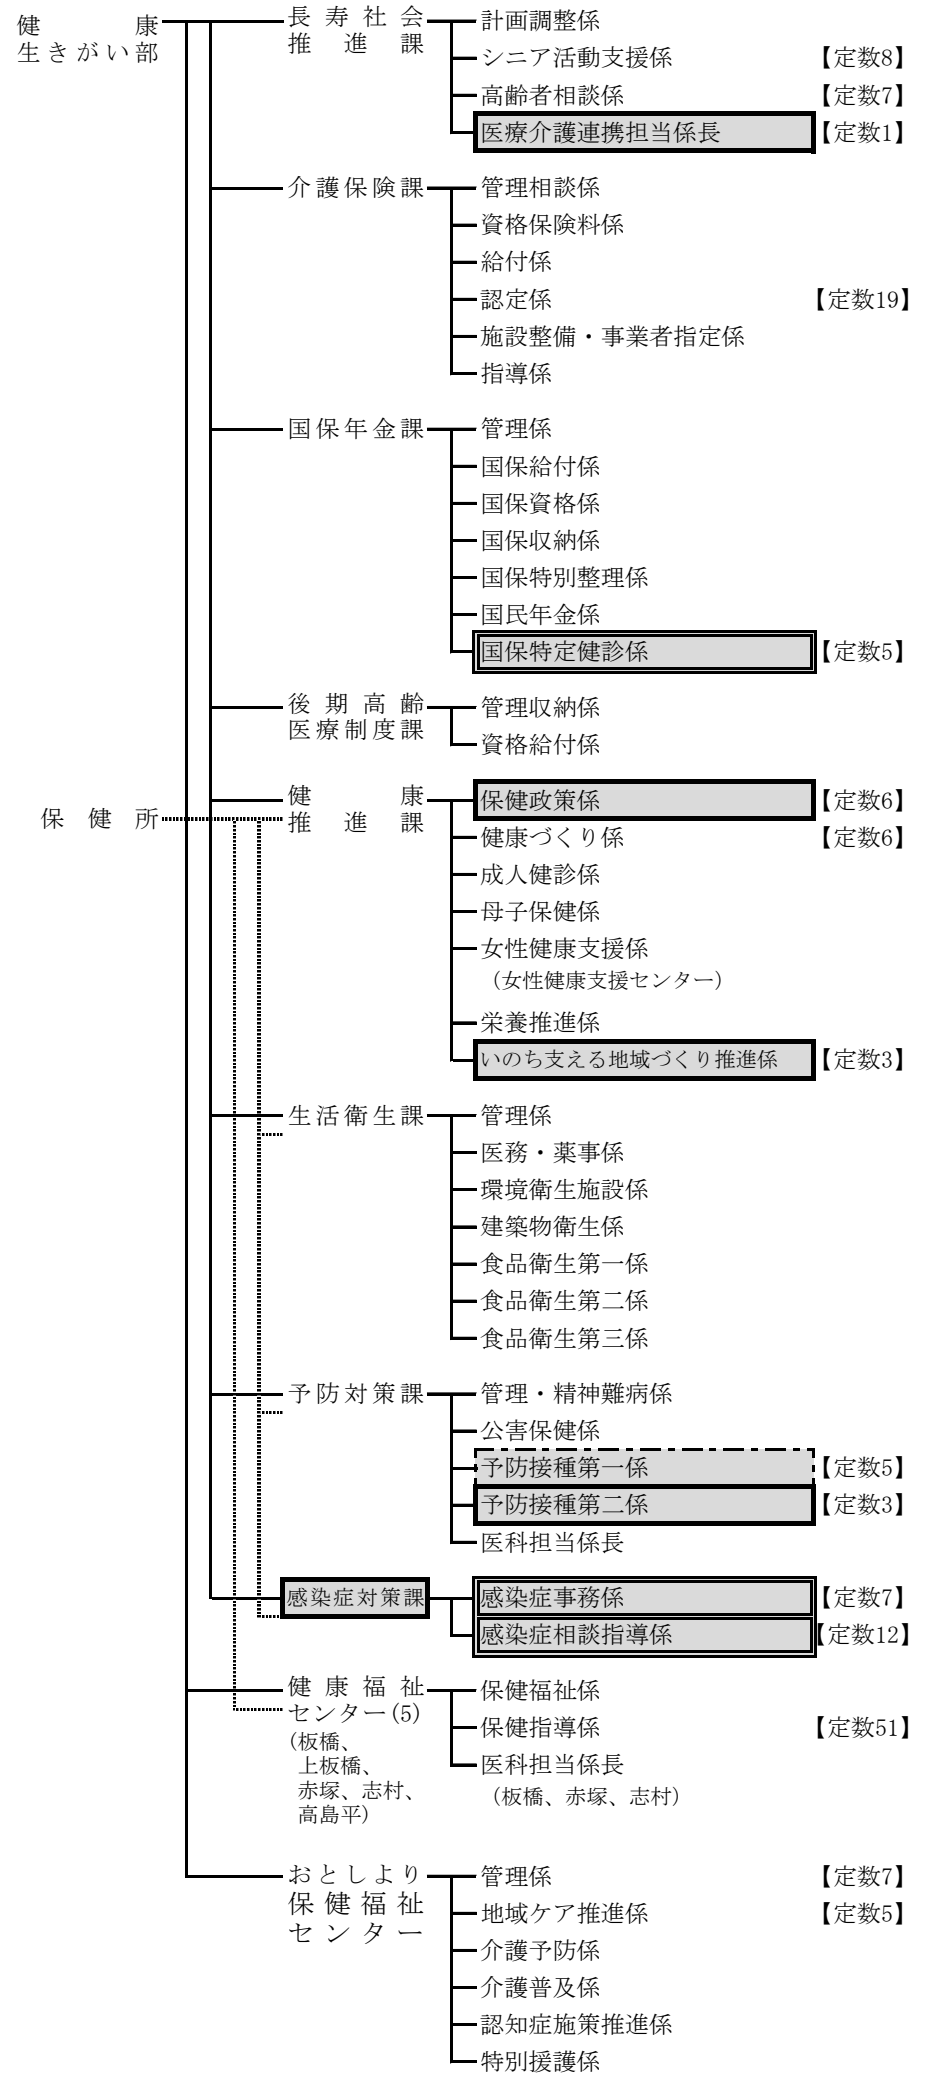 健康
生きがい部
長寿社会
推進課
計画調整係
シニア活動支援係 【定数8】
高齢者相談係 【定数7】
医療介護連携担当係長 【定数1】
介護保険課
管理相談係
資格保険料係
給付係
認定係 【定数19】
施設整備・事業者指定係
指導係
国保年金課
管理係
国保給付係
国保資格係
国保収納係
国保特別整理係
国民年金係
国保特定健診係 【定数5】
後期高齢
医療制度課
管理収納係
資格給付係
保健所
健康
推進課
保健政策係 【定数6】
健康づくり係 【定数6】
成人健診係
母子保健係
女性健康支援係
（女性健康支援センター）
栄養推進係
いのち支える地域づくり推進係 【定数3】
生活衛生課
管理係
医務・薬事係
環境衛生施設係
建築物衛生係
食品衛生第一係
食品衛生第二係
食品衛生第三係
予防対策課
管理・精神難病係
公害保健係
予防接種第一係 【定数5】
予防接種第二係 【定数3】
医科担当係長
感染症対策課
感染症事務係 【定数7】
感染症相談指導係 【定数12】
健康福祉
センター(5)
(板橋、
上板橋、
赤塚、志村、
高島平)
保健福祉係
保健指導係 【定数51】
医科担当係長
（板橋、赤塚、志村）
おとしより
保健福祉
センター
管理係 【定数7】
地域ケア推進係 【定数5】
介護予防係
介護普及係
認知症施策推進係
特別援護係